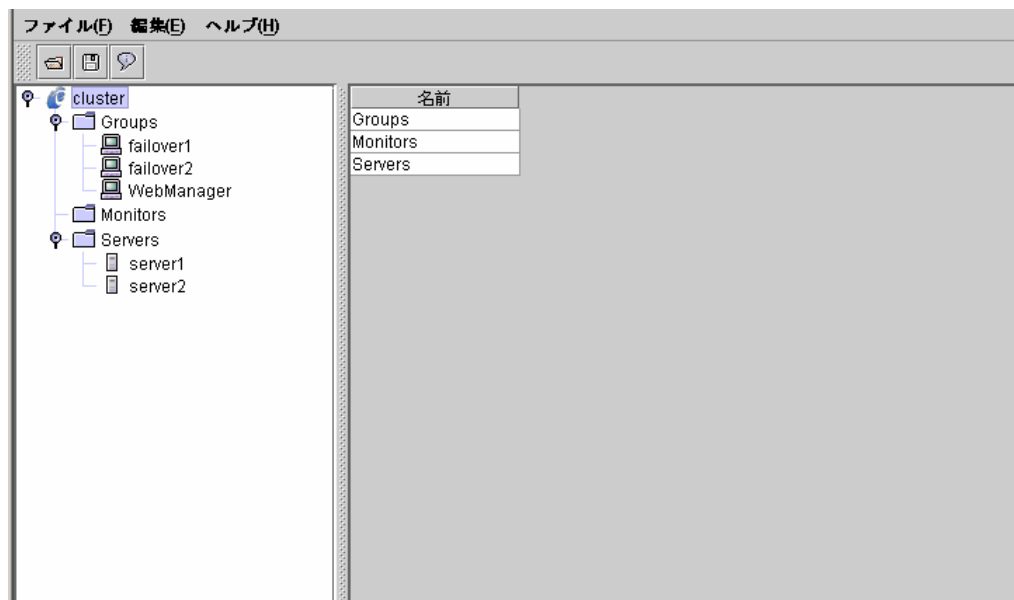 ファイル(F) 編集(E) ヘルプ(H)
cluster
Groups
failover1
failover2
WebManager
Monitors
Servers
server1
server2
名前
Groups
Monitors
Servers